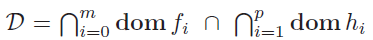 𝒟 = ⋂_{i=0}^{m} **dom** f_i ∩ ⋂_{i=1}^{p} **dom** h_i